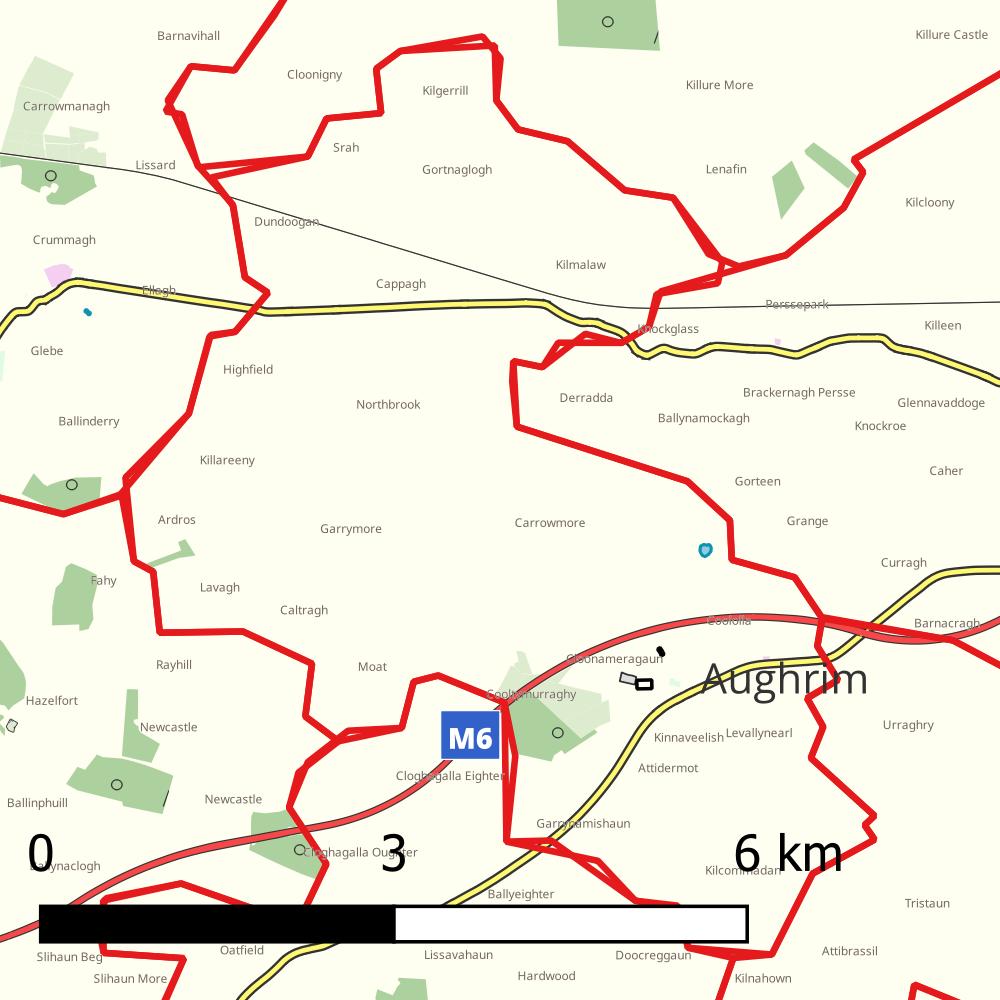 Killure Castle
Barnavihall
Cloonigny
Killure More
Kilgerrill
Carrowmanagh
Srah
Lissard
Gortnaglogh
Lenafin
Kilcloony
Dundoogan
Crummagh
Kilmalaw
Cappagh
Ellagh
Perssepark
Knockglass
Killeen
Glebe
Highfield
Brackernagh Persse
Derradda
Glennavaddoge
Northbrook
Ballynamockagh
Ballinderry
Knockroe
Killareeny
Caher
Gorteen
Ardros
Carrowmore
Grange
Garrymore
Curragh
Fahy
Lavagh
Caltragh
Coololla
Barnacragh
Cloonameragaun
Rayhill
Moat
Aughrim
Cooltymurraghy
Hazelfort
Newcastle
Urraghry
Levallynearl
Kinnaveelish
M6
Attidermot
Cloghagalla Eighter
Newcastle
Ballinphuill
Garrynamishaun
0
3
6 km
Cloghagalla Oughter
Ballynaclogh
Kilcommadan
Ballyeighter
Tristaun
Oatfield
Attibrassil
Lissavahaun
Doocreggaun
Slihaun Beg
Hardwood
Slihaun More
Kilnahown